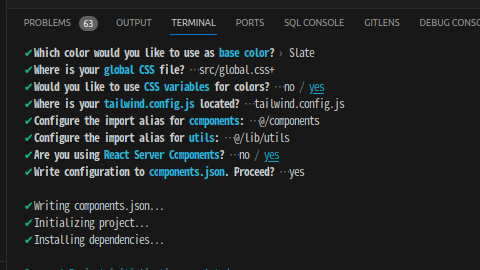 PROBLEMS 63 OUTPUT TERMINAL PORTS SQL CONSOLE GITLENS DEBUG CONSO
✔ Which color would you like to use as base color? › Slate
✔ Where is your global CSS file? … src/global.css+
✔ Would you like to use CSS variables for colors? … no / yes
✔ Where is your tailwind.config.js located? … tailwind.config.js
✔ Configure the import alias for components: … @/components
✔ Configure the import alias for utils: … @/lib/utils
✔ Are you using React Server Components? … no / yes
✔ Write configuration to components.json. Proceed? … yes
✔ Writing components.json...
✔ Initializing project...
✔ Installing dependencies...